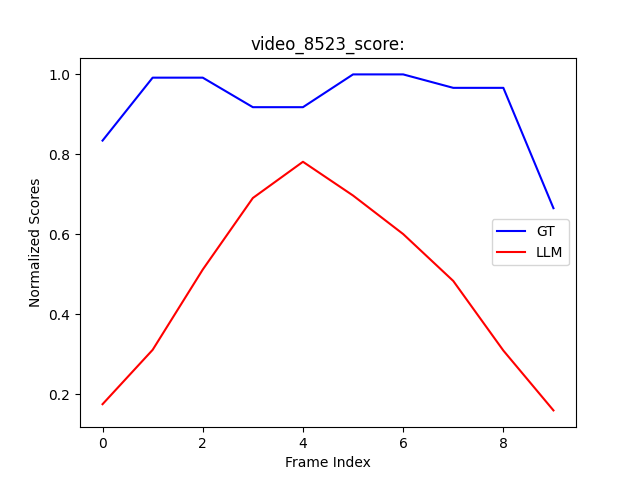 video_8523_score:
Normalized Scores
1.0
0.8
0.6
0.4
0.2
GT
LLM
0 2 4 6 8
Frame Index